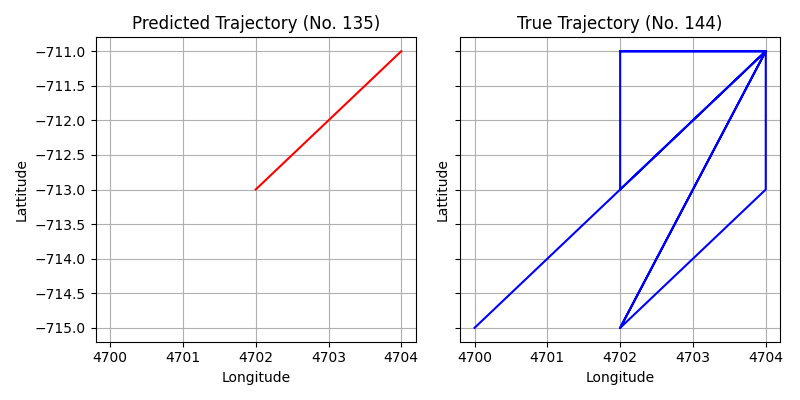 Predicted Trajectory (No. 135)
True Trajectory (No. 144)
−711.0
−711.5
−712.0
−712.5
−713.0
−713.5
−714.0
−714.5
−715.0
Lattitude
Lattitude
4700 4701 4702 4703 4704
4700 4701 4702 4703 4704
Longitude
Longitude